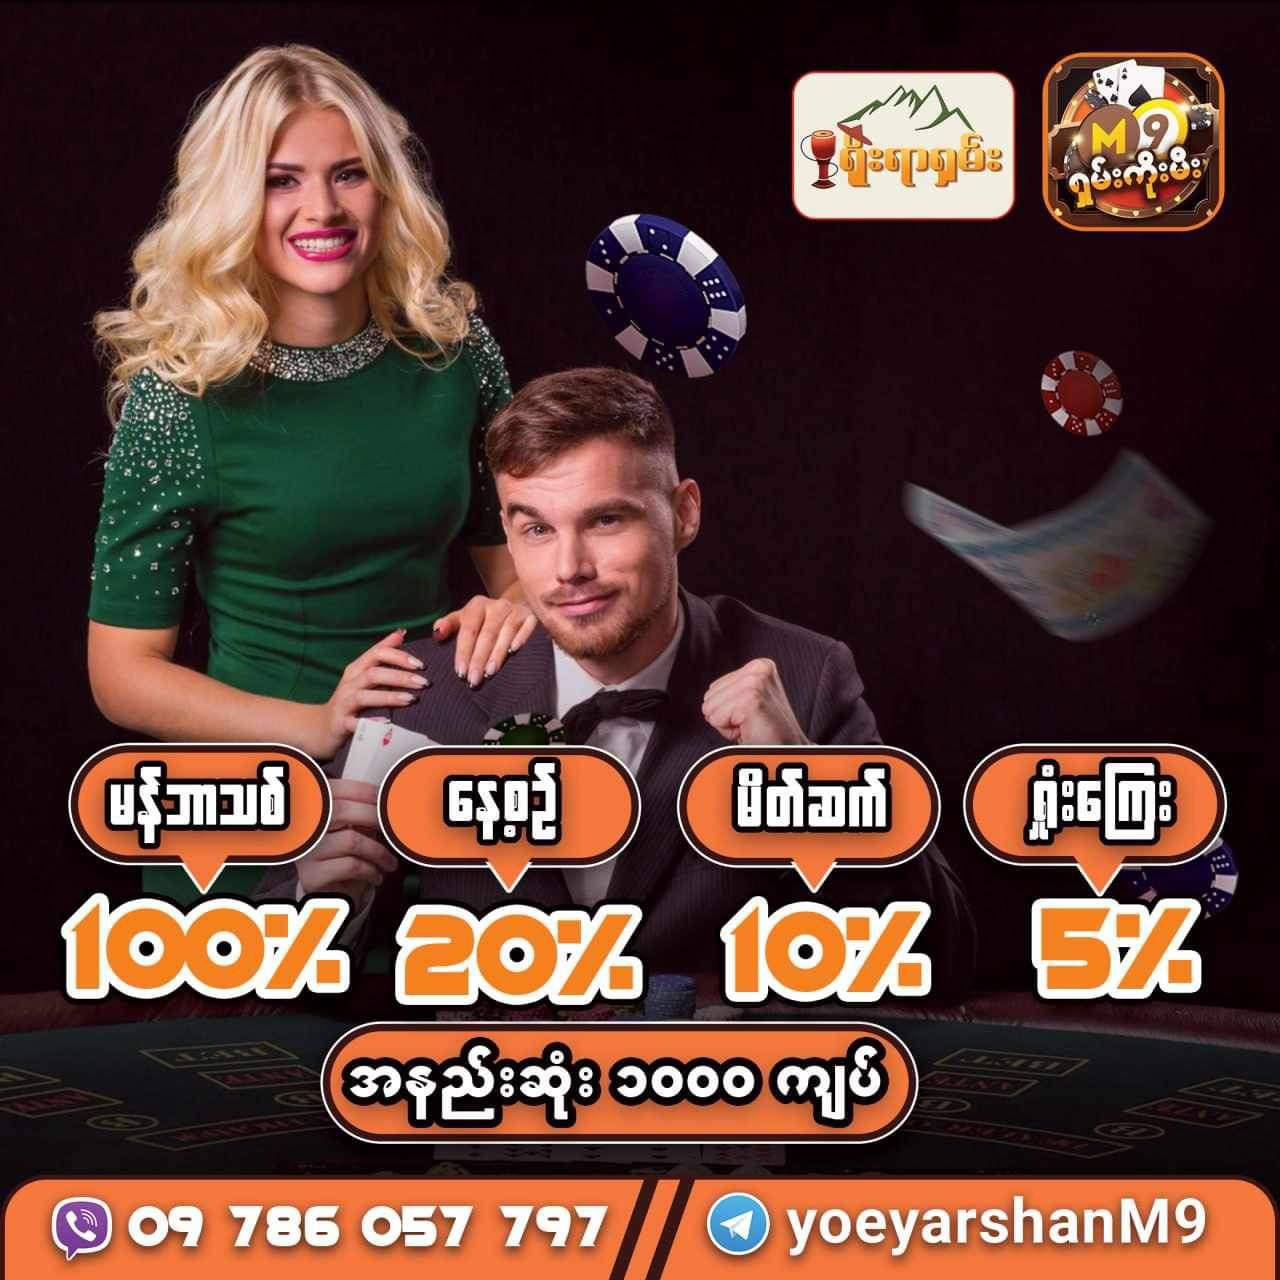 ရိုးရာရှမ်း
M9
ရှမ်းကိုးမီး
မန်ဘာသစ်
နေ့စဉ်
မိတ်ဆက်
ရှုံးကြေး
100%
20%
10%
5%
အနည်းဆုံး ၁၀၀၀ ကျပ်
09 786 057 797
yoeyarshanM9